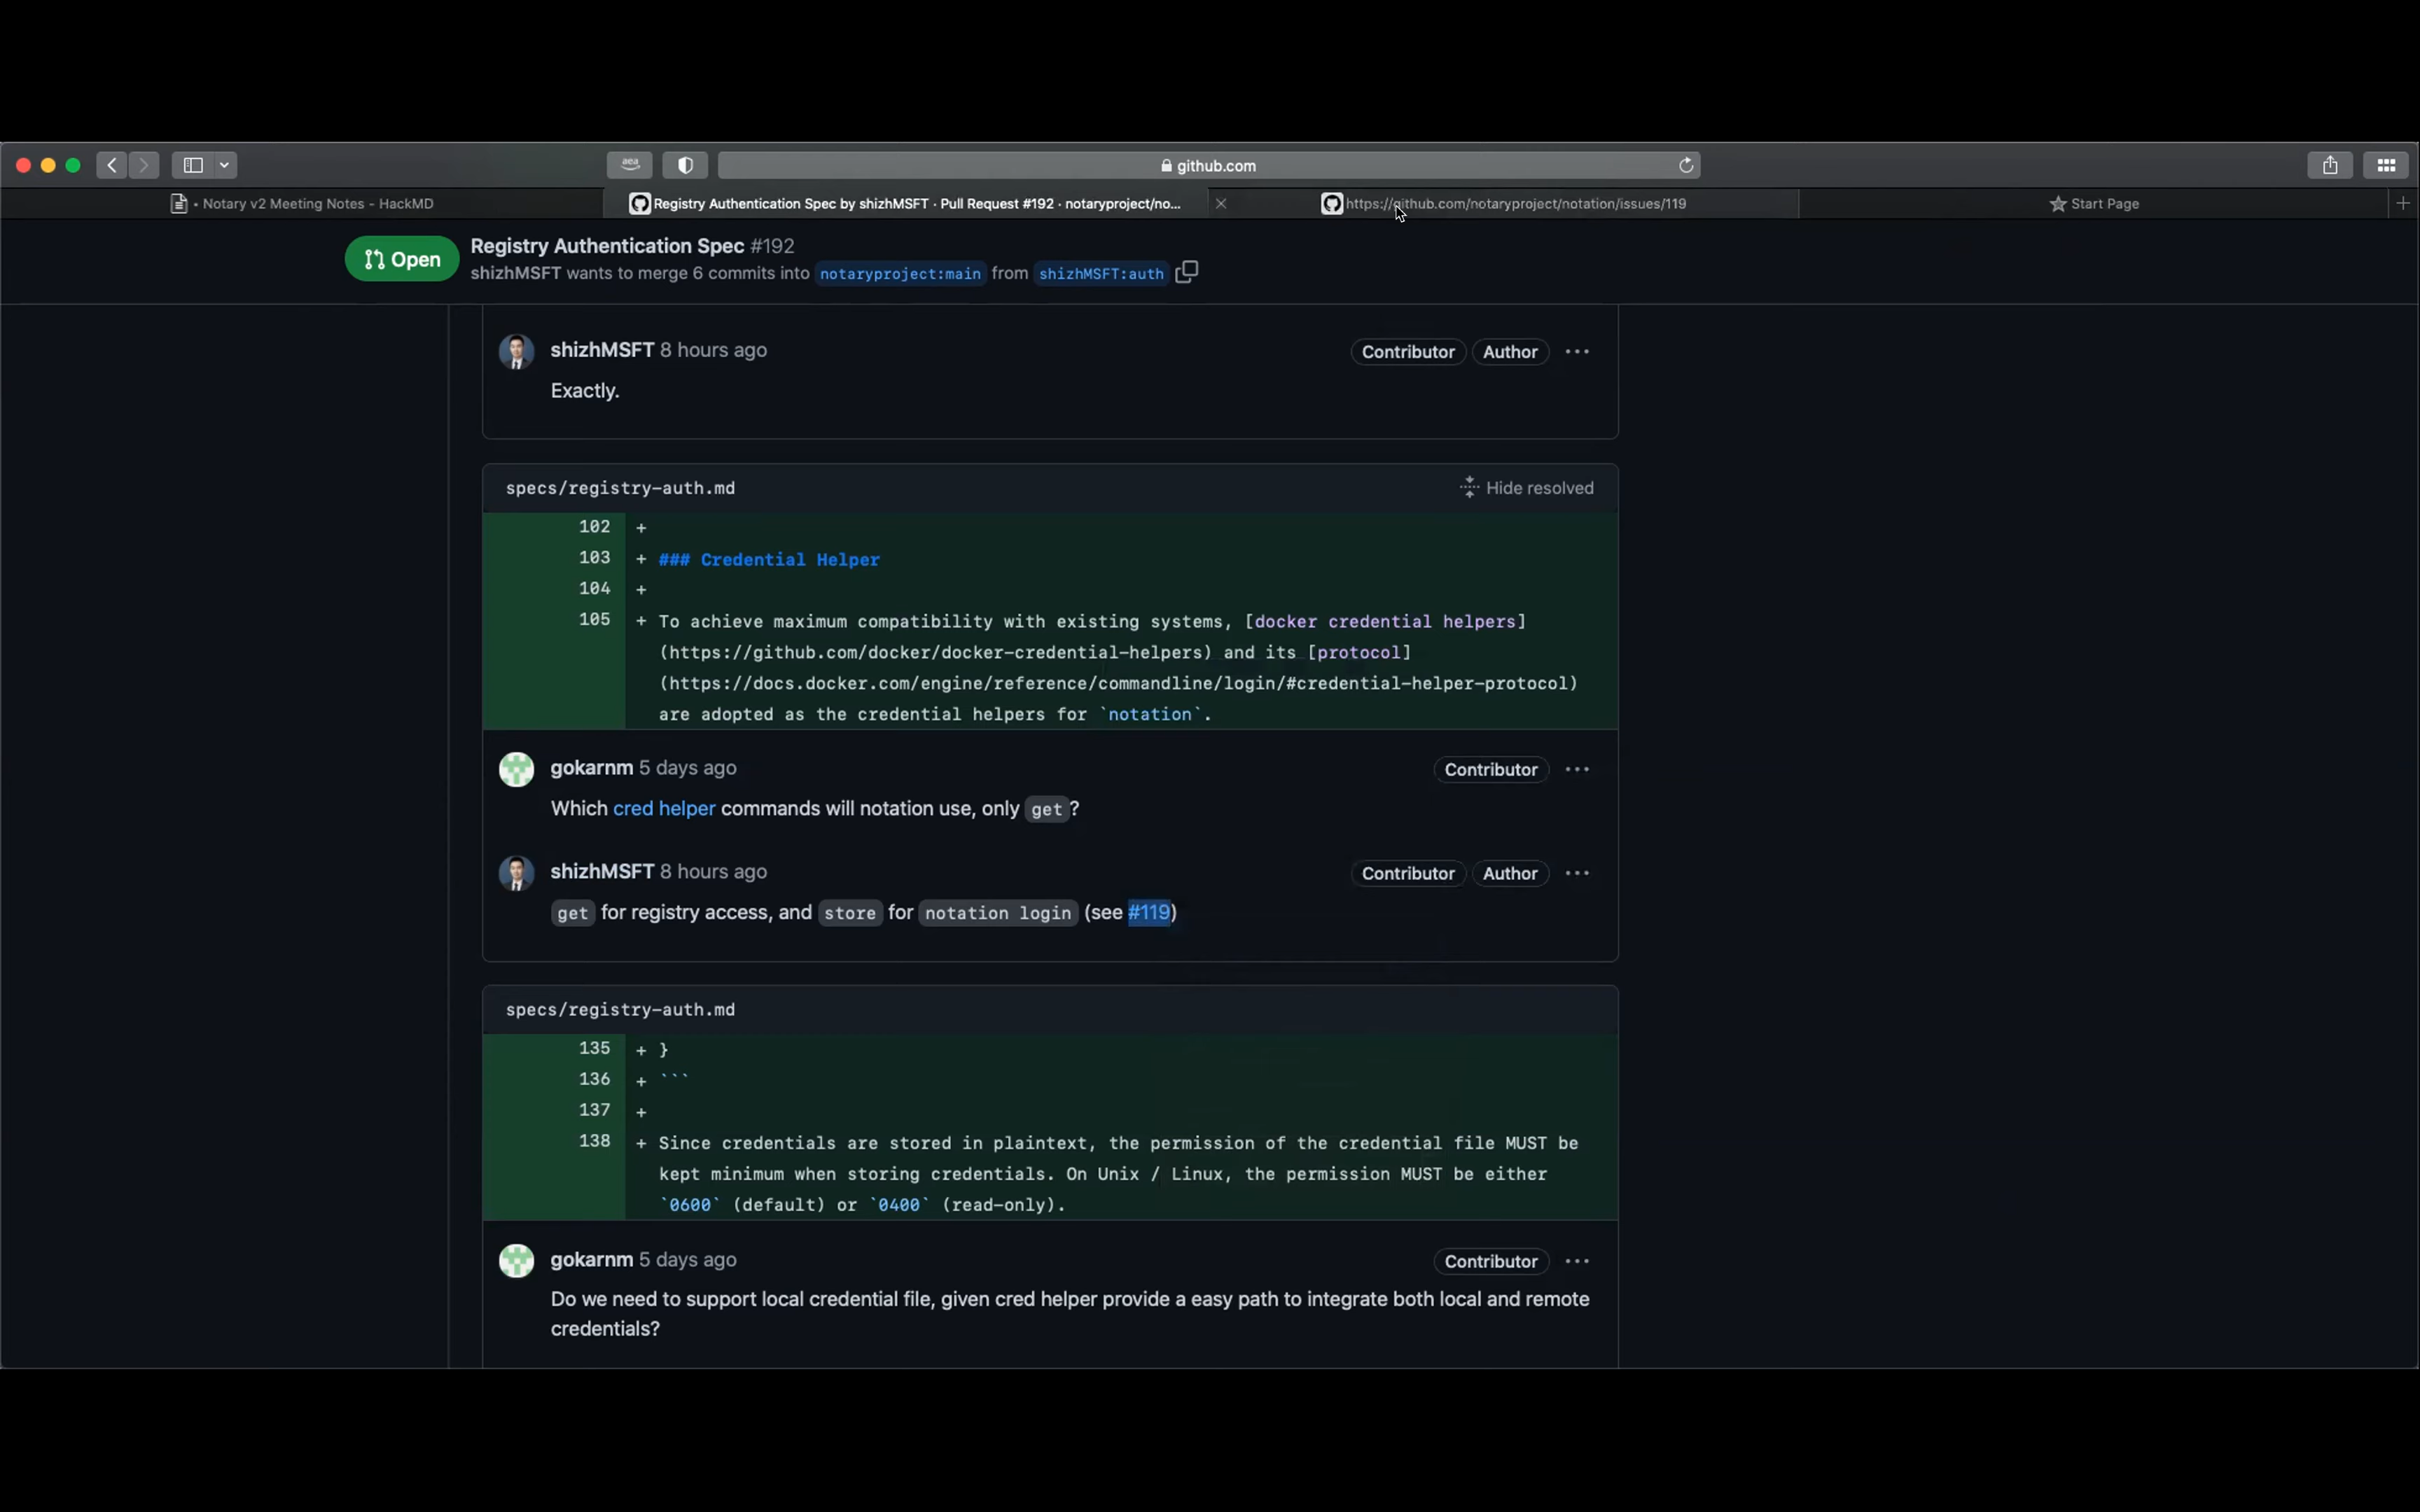 aea
github.com
• Notary v2 Meeting Notes - HackMD
Registry Authentication Spec by shizhMSFT · Pull Request #192 · notaryproject/no...
https://github.com/notaryproject/notation/issues/119
Start Page
Open
Registry Authentication Spec #192
shizhMSFT wants to merge 6 commits into notaryproject:main from shizhMSFT:auth
shizhMSFT 8 hours ago
Contributor
Author
Exactly.
specs/registry-auth.md
Hide resolved
102 +
103 + ### Credential Helper
104 +
105 + To achieve maximum compatibility with existing systems, [docker credential helpers]
(https://github.com/docker/docker-credential-helpers) and its [protocol]
(https://docs.docker.com/engine/reference/commandline/login/#credential-helper-protocol)
are adopted as the credential helpers for `notation`.
gokarnm 5 days ago
Contributor
Which cred helper commands will notation use, only get?
shizhMSFT 8 hours ago
Contributor
Author
get for registry access, and store for notation login (see #119)
specs/registry-auth.md
135 + }
136 + ```
137 +
138 + Since credentials are stored in plaintext, the permission of the credential file MUST be
kept minimum when storing credentials. On Unix / Linux, the permission MUST be either
`0600` (default) or `0400` (read-only).
gokarnm 5 days ago
Contributor
Do we need to support local credential file, given cred helper provide a easy path to integrate both local and remote
credentials?